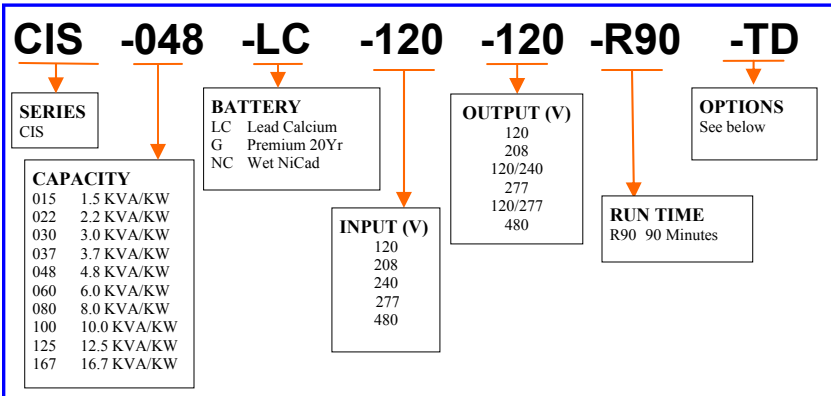 CIS -048 -LC -120 -120 -R90 -TD
SERIES
CIS
CAPACITY
015 1.5 KVA/KW
022 2.2 KVA/KW
030 3.0 KVA/KW
037 3.7 KVA/KW
048 4.8 KVA/KW
060 6.0 KVA/KW
080 8.0 KVA/KW
100 10.0 KVA/KW
125 12.5 KVA/KW
167 16.7 KVA/KW
BATTERY
LC Lead Calcium
G Premium 20Yr
NC Wet NiCad
INPUT (V)
120
208
240
277
480
OUTPUT (V)
120
208
120/240
277
120/277
480
RUN TIME
R90 90 Minutes
OPTIONS
See below